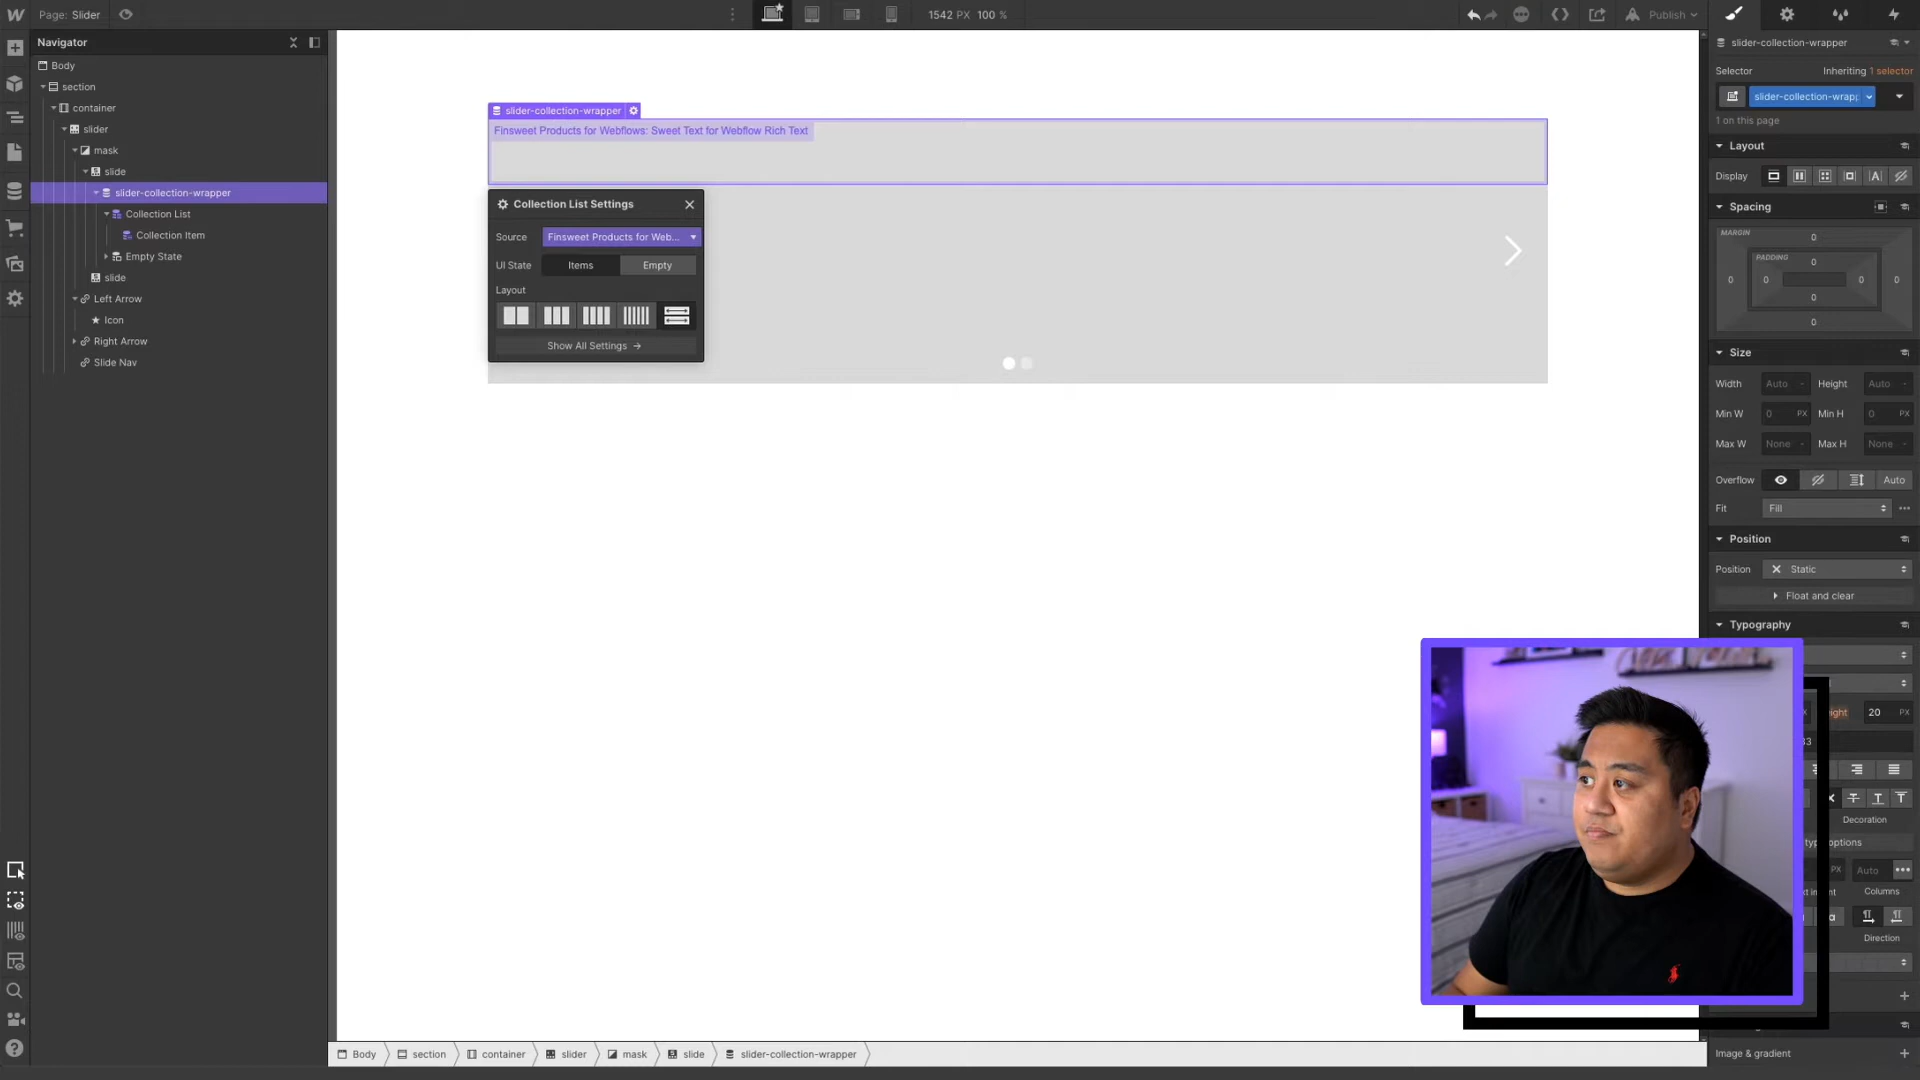 Page: Slider
1542 PX 100 %
Publish
Navigator
Body
section
container
slider
mask
slide
slider-collection-wrapper
Collection List
Collection Item
Empty State
slide
Left Arrow
Icon
Right Arrow
Slide Nav
slider-collection-wrapper
Finsweet Products for Webflows: Sweet Text for Webflow Rich Text
Collection List Settings
Source Finsweet Products for Web...
UI State Items Empty
Layout
Show All Settings
slider-collection-wrapper
Selector Inheriting 1 selector
slider-collection-wrap
1 on this page
Layout
Display
Spacing
MARGIN
0
PADDING
0
0 0 0 0
0
0
Size
Width Auto - Height Auto -
Min W 0 PX Min H 0 PX
Max W None - Max H None -
Overflow Auto
Fit Fill
Position
Position Static
Float and clear
Typography
eight 20 PX
33
Decoration
type options
PX Auto
Columns
Direction
Image & gradient
Body section container slider mask slide slider-collection-wrapper